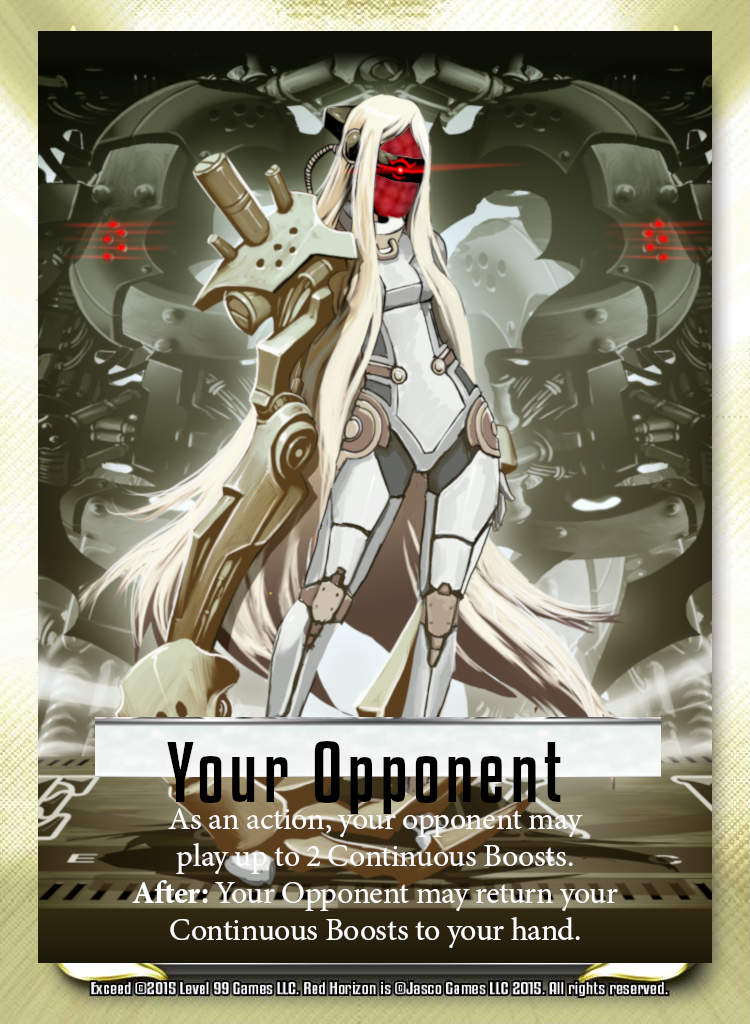 Your Opponent
As an action, your opponent may
play up to 2 Continuous Boosts.
After: Your Opponent may return your
Continuous Boosts to your hand.
Exceed ©2015 Level 99 Games LLC. Red Horizon is ©Jasco Games LLC 2015. All rights reserved.